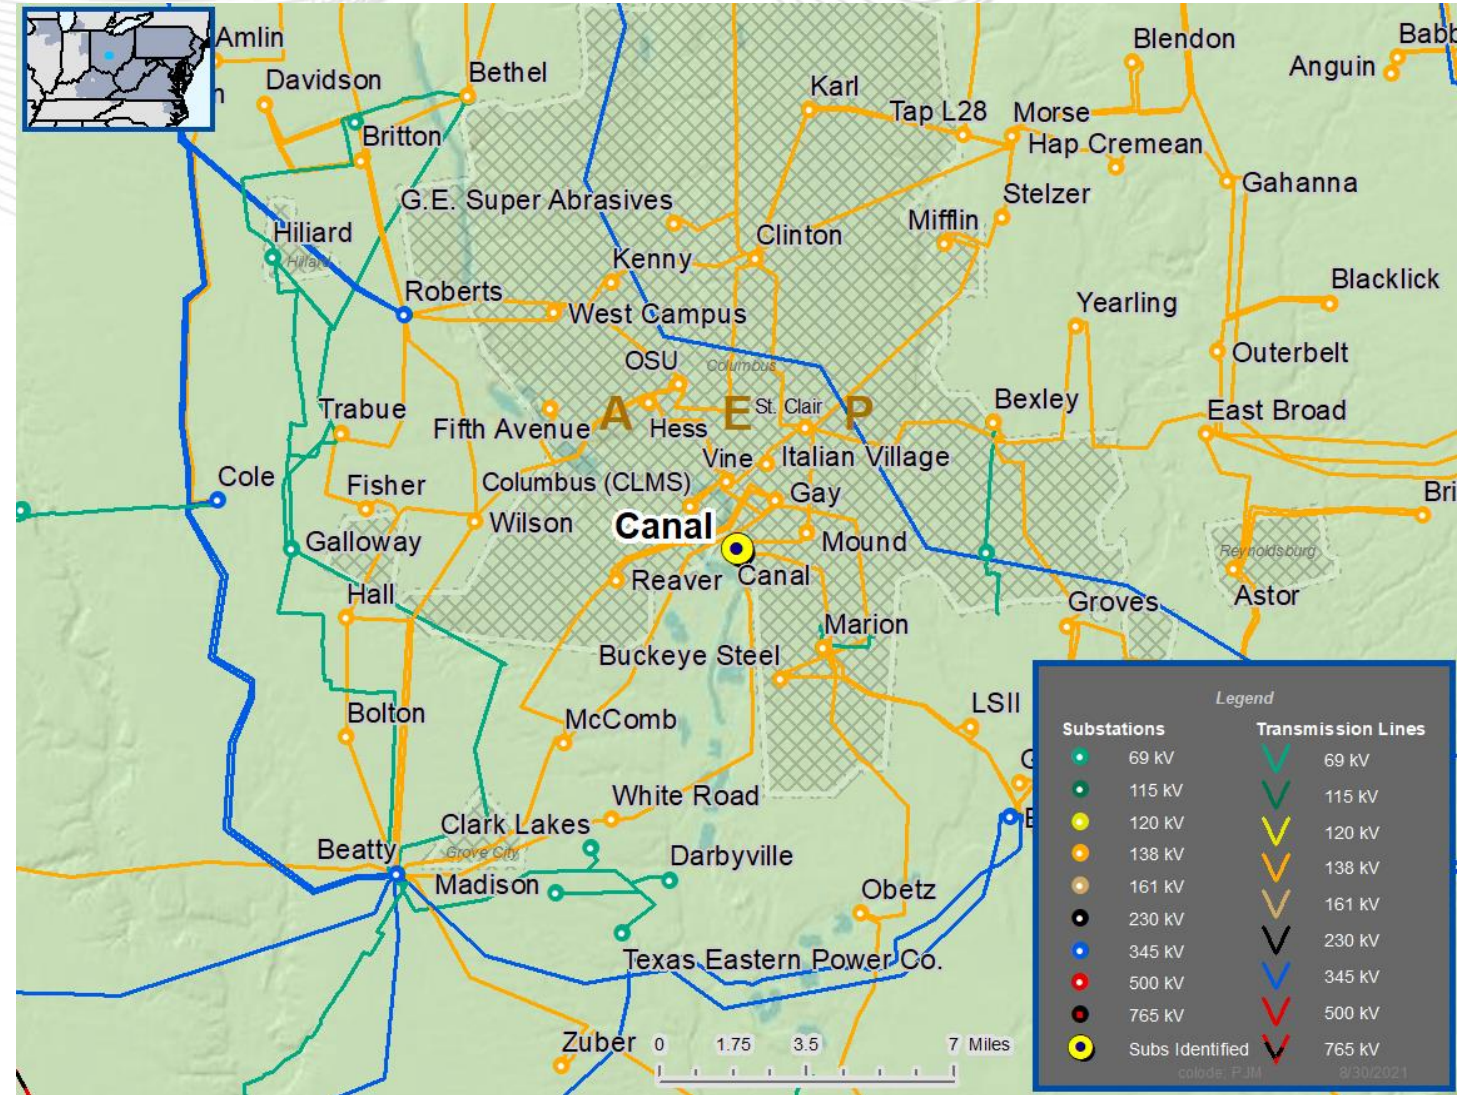 Amlin
Babb
Blendon
Anguin
Davidson
Bethel
n
Karl
Tap L28
Morse
Britton
Hap Cremean
Gahanna
G.E. Super Abrasives
Stelzer
Mifflin
Hiliard
Hillard
Clinton
Kenny
Blacklick
Roberts
Yearling
West Campus
Outerbelt
OSU
Columbus
Trabue
A E P
St. Clair
Bexley
East Broad
Fifth Avenue
Hess
Vine
Italian Village
Cole
Fisher
Columbus (CLMS)
Gay
Bri
Canal
Wilson
Galloway
Mound
Reynoldsburg
Reaver
Canal
Hall
Groves
Astor
Marion
Buckeye Steel
Bolton
McComb
LSII
G
White Road
Clark Lakes
E
Beatty
Grove City
Darbyville
Madison
Obetz
Texas Eastern Power Co.
Zuber
0 1.75 3.5 7 Miles
Legend
Substations Transmission Lines
69 kV 69 kV
115 kV 115 kV
120 kV 120 kV
138 kV 138 kV
161 kV 161 kV
230 kV 230 kV
345 kV 345 kV
500 kV 500 kV
765 kV 765 kV
Subs Identified
colode; PJM 8/30/2021